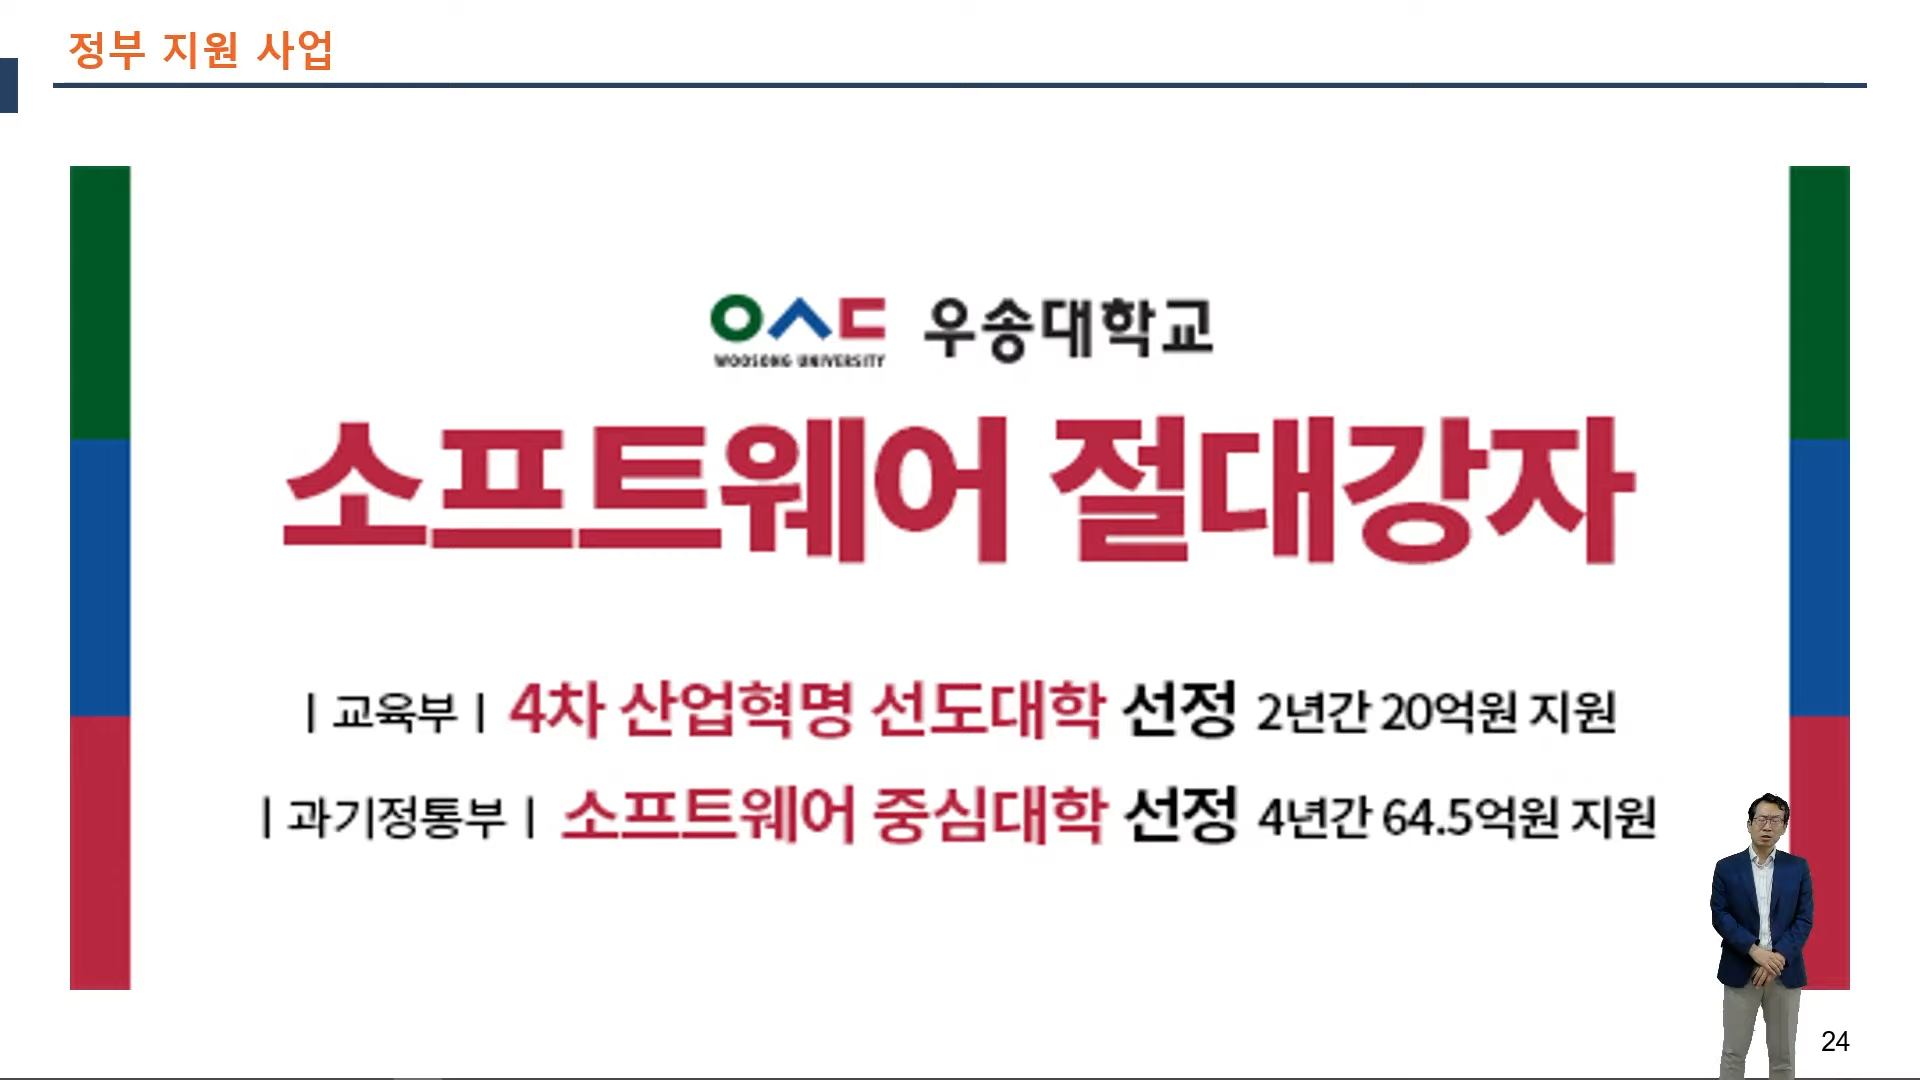 정부 지원 사업
우송대학교
WOOSONG UNIVERSITY
소프트웨어 절대강자
| 교육부 | 4차 산업혁명 선도대학 선정 2년간 20억원 지원
| 과기정통부 | 소프트웨어 중심대학 선정 4년간 64.5억원 지원
24